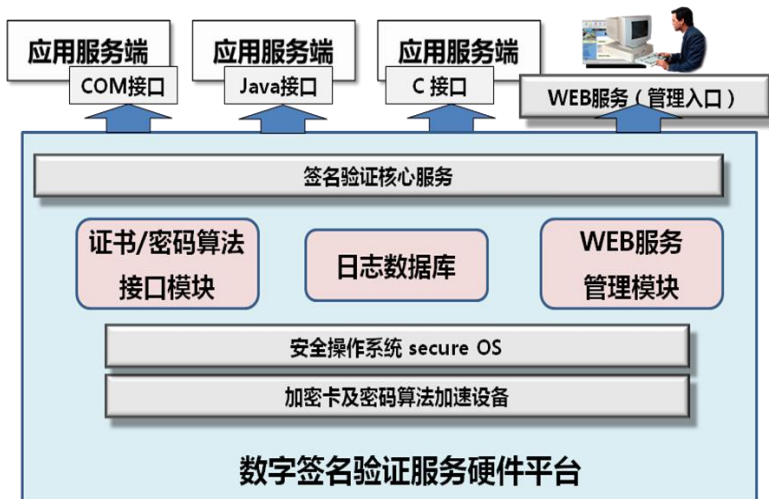 应用服务端
应用服务端
应用服务端
COM接口
Java接口
C 接口
WEB服务（管理入口）
签名验证核心服务
证书/密码算法
接口模块
日志数据库
WEB服务
管理模块
安全操作系统 secure OS
加密卡及密码算法加速设备
数字签名验证服务硬件平台